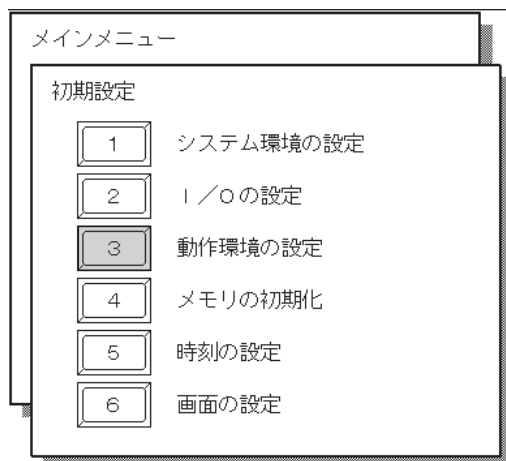 メインメニュー
初期設定
1 システム環境の設定
2 I／Oの設定
3 動作環境の設定
4 メモリの初期化
5 時刻の設定
6 画面の設定